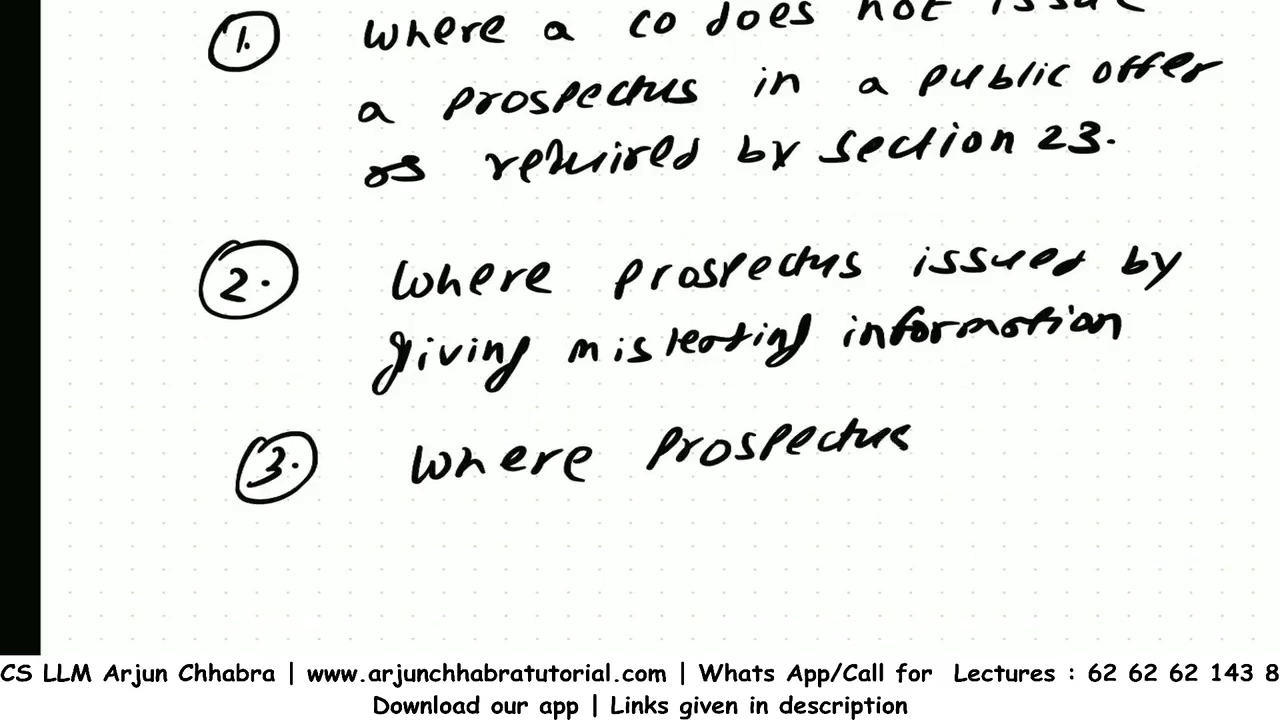 1. where a co does not issue
a prospectus in a public offer
as required by section 23.
2. where prospectus issued by
giving misleating information
3. where prospectus
CS LLM Arjun Chhabra | www.arjunchhabratutorial.com | Whats App/Call for Lectures : 62 62 62 143 8
Download our app | Links given in description